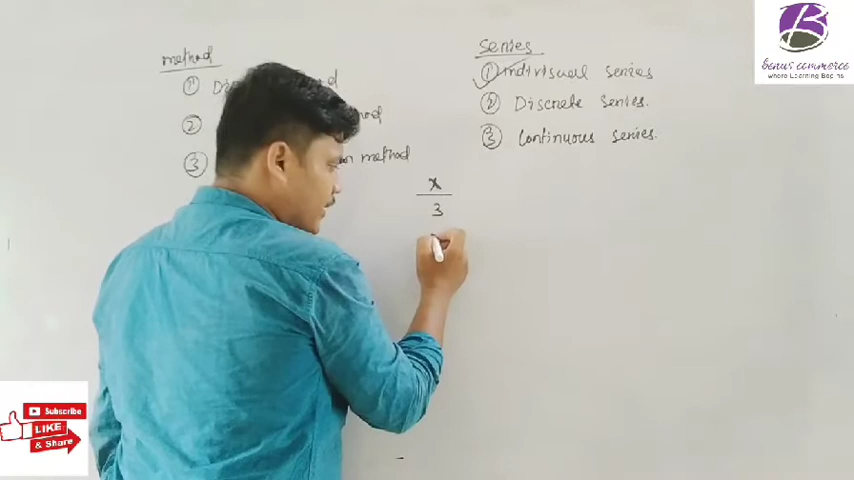 method
①
②
③ method
Series
① individual series
② Discrete series.
③ Continuous series.
x
3
B
benus commerce
where Learning Begins
Subscribe
LIKE
& Share